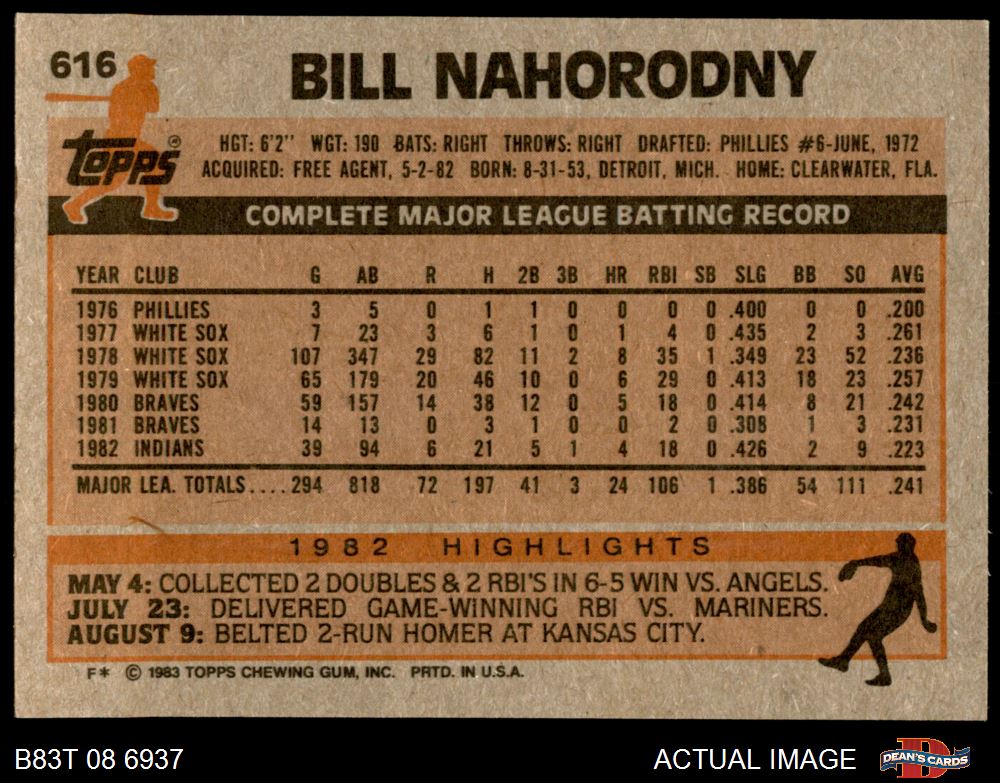 616 BILL NAHORODNY
TOPPS®
HGT: 6'2" WGT: 190 BATS: RIGHT THROWS: RIGHT DRAFTED: PHILLIES #6-JUNE, 1972
ACQUIRED: FREE AGENT, 5-2-82 BORN: 8-31-53, DETROIT, MICH. HOME: CLEARWATER, FLA.
COMPLETE MAJOR LEAGUE BATTING RECORD
YEAR CLUB G AB R H 2B 3B HR RBI SB SLG BB SO AVG
1976 PHILLIES 3 5 0 1 1 0 0 0 0 .400 0 0 .200
1977 WHITE SOX 7 23 3 6 1 0 1 4 0 .435 2 3 .261
1978 WHITE SOX 107 347 29 82 11 2 8 35 1 .349 23 52 .236
1979 WHITE SOX 65 179 20 46 10 0 6 29 0 .413 18 23 .257
1980 BRAVES 59 157 14 38 12 0 5 18 0 .414 8 21 .242
1981 BRAVES 14 13 0 3 1 0 0 2 0 .308 1 3 .231
1982 INDIANS 39 94 6 21 5 1 4 18 0 .426 2 9 .223
MAJOR LEA. TOTALS....294 818 72 197 41 3 24 106 1 .386 54 111 .241
1982 HIGHLIGHTS
MAY 4: COLLECTED 2 DOUBLES & 2 RBI'S IN 6-5 WIN VS. ANGELS.
JULY 23: DELIVERED GAME-WINNING RBI VS. MARINERS.
AUGUST 9: BELTED 2-RUN HOMER AT KANSAS CITY.
F* © 1983 TOPPS CHEWING GUM, INC. PRTD. IN U.S.A.
B83T 08 6937 ACTUAL IMAGE D DEAN'S CARDS